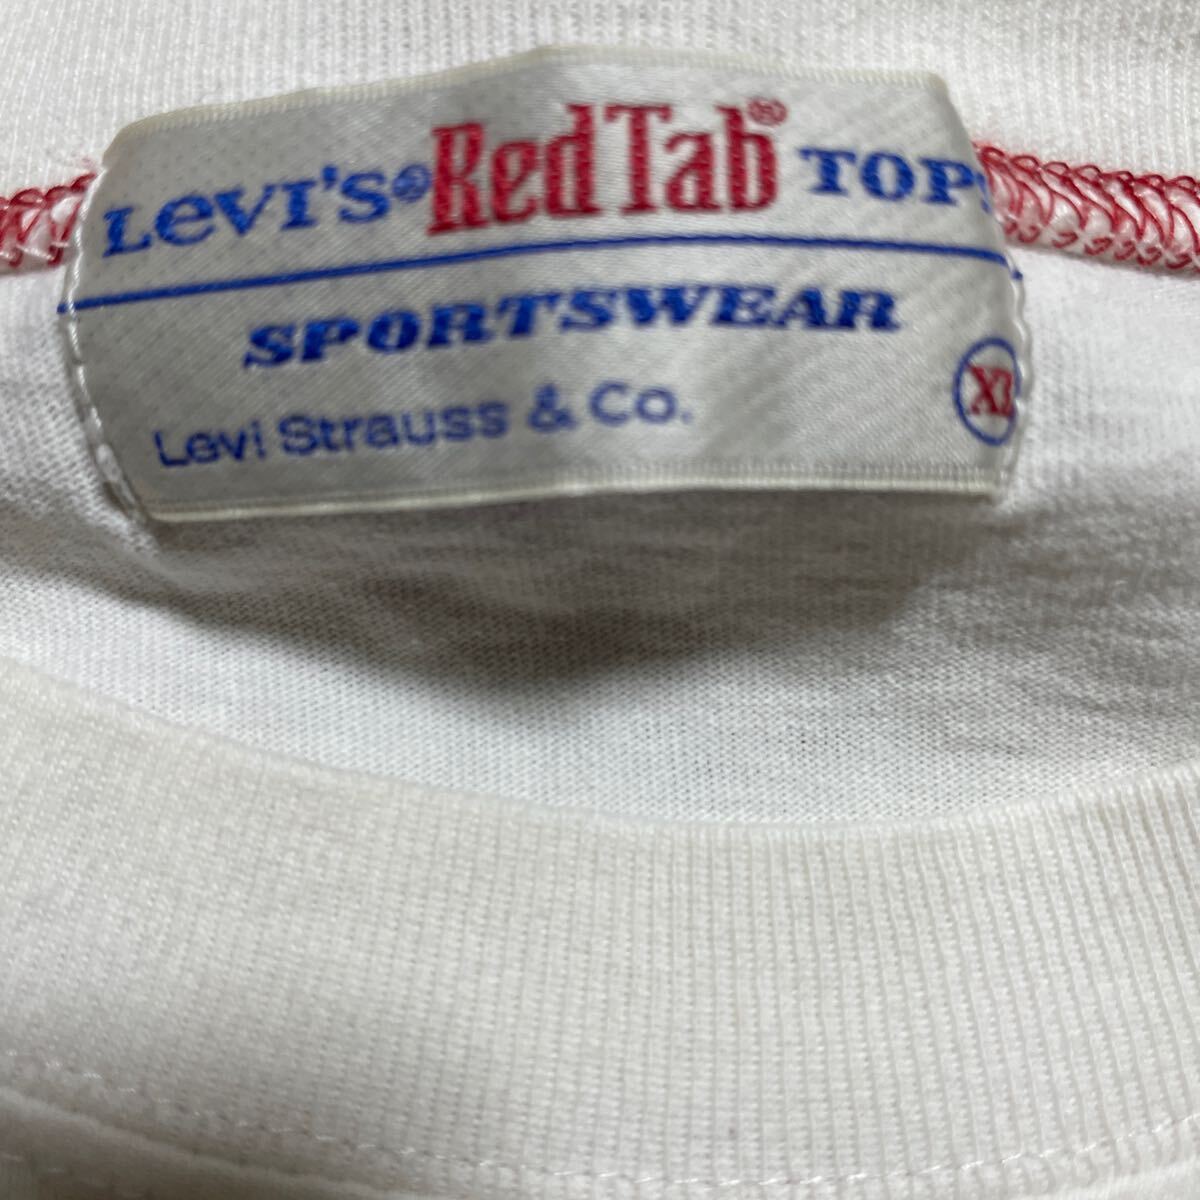 LEVI'S® Red Tab® TOPS
SPORTSWEAR
Levi Strauss & Co.
XL